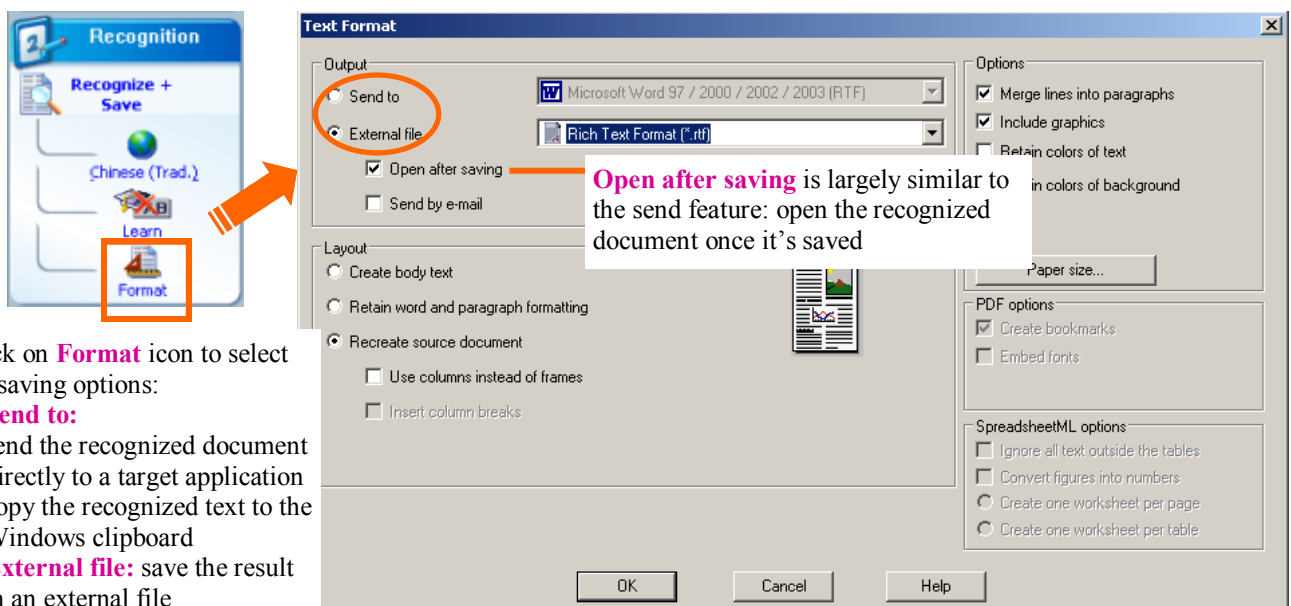 2
Recognition
Recognize +
Save
Chinese (Trad.)
Learn
Format
Text Format
Output
Send to
Microsoft Word 97 / 2000 / 2002 / 2003 (RTF)
External file
Rich Text Format (*.rtf)
Open after saving
Send by e-mail
Open after saving is largely similar to
the send feature: open the recognized
document once it's saved
Layout
Create body text
Retain word and paragraph formatting
Recreate source document
Use columns instead of frames
Insert column breaks
Options
Merge lines into paragraphs
Include graphics
Retain colors of text
in colors of background
Paper size...
PDF options
Create bookmarks
Embed fonts
SpreadsheetML options
Ignore all text outside the tables
Convert figures into numbers
Create one worksheet per page
Create one worksheet per table
OK
Cancel
Help
on Format icon to select
saving options:
to:
the recognized document
to a target application
the recognized text to the
clipboard
file: save the result
an external file